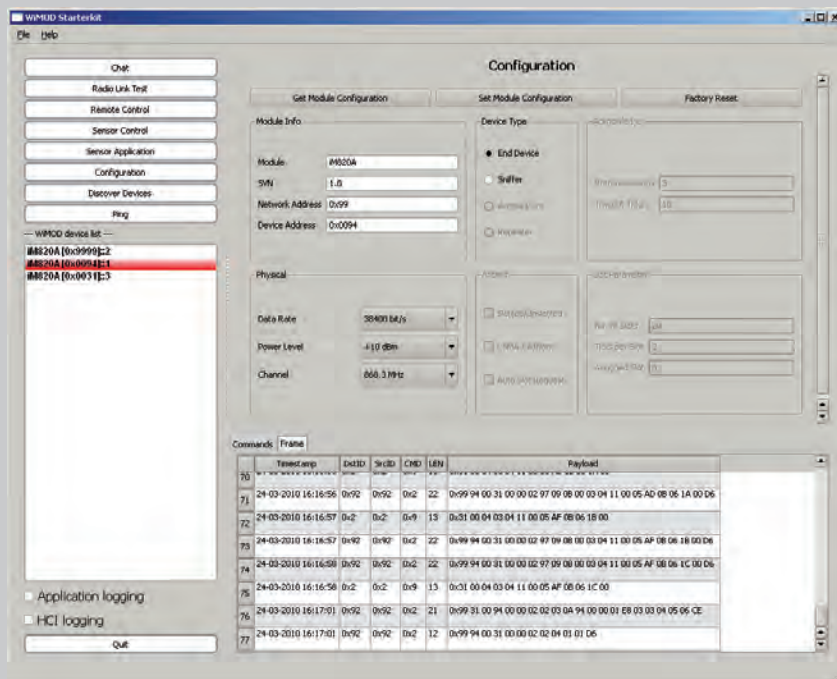 WiMOD Starterkit
File Help
Chat
Radio Link Test
Remote Control
Sensor Control
Sensor Application
Configuration
Discover Devices
Ping
WiMOD device list
iM820A [0x9999]::2
iM820A [0x0094]::1
iM820A [0x0031]::3
Application logging
HCI logging
Quit
Configuration
Get Module Configuration Set Module Configuration Factory Reset
Module Info
Module iM820A
SVN 1.0
Network Address 0x99
Device Address 0x0094
Device Type
End Device
Sniffer
Repeater
Physical
Data Rate 38400 bit/s
Power Level +10 dBm
Channel 868.3 MHz
Commands Frame
Timestamp DstID SrcID CMD LEN Payload
70
71 24-03-2010 16:16:56 0x92 0x92 0x2 22 0x99 94 00 31 00 00 02 97 09 08 00 03 04 11 00 05 AD 08 06 1A 00 D6
72 24-03-2010 16:16:57 0x2 0x2 0x9 13 0x31 00 04 03 04 11 00 05 AF 08 06 1B 00
73 24-03-2010 16:16:57 0x92 0x92 0x2 22 0x99 94 00 31 00 00 02 97 09 08 00 03 04 11 00 05 AF 08 06 1B 00 D6
74 24-03-2010 16:16:58 0x92 0x92 0x2 22 0x99 94 00 31 00 00 02 97 09 08 00 03 04 11 00 05 AF 08 06 1C 00 D6
75 24-03-2010 16:16:58 0x2 0x2 0x9 13 0x31 00 04 03 04 11 00 05 AF 08 06 1C 00
76 24-03-2010 16:17:01 0x92 0x92 0x2 21 0x99 31 00 94 00 00 02 02 03 0A 94 00 00 01 E8 03 03 04 05 06 CE
77 24-03-2010 16:17:01 0x92 0x92 0x2 12 0x99 94 00 31 00 00 02 02 04 01 01 D6